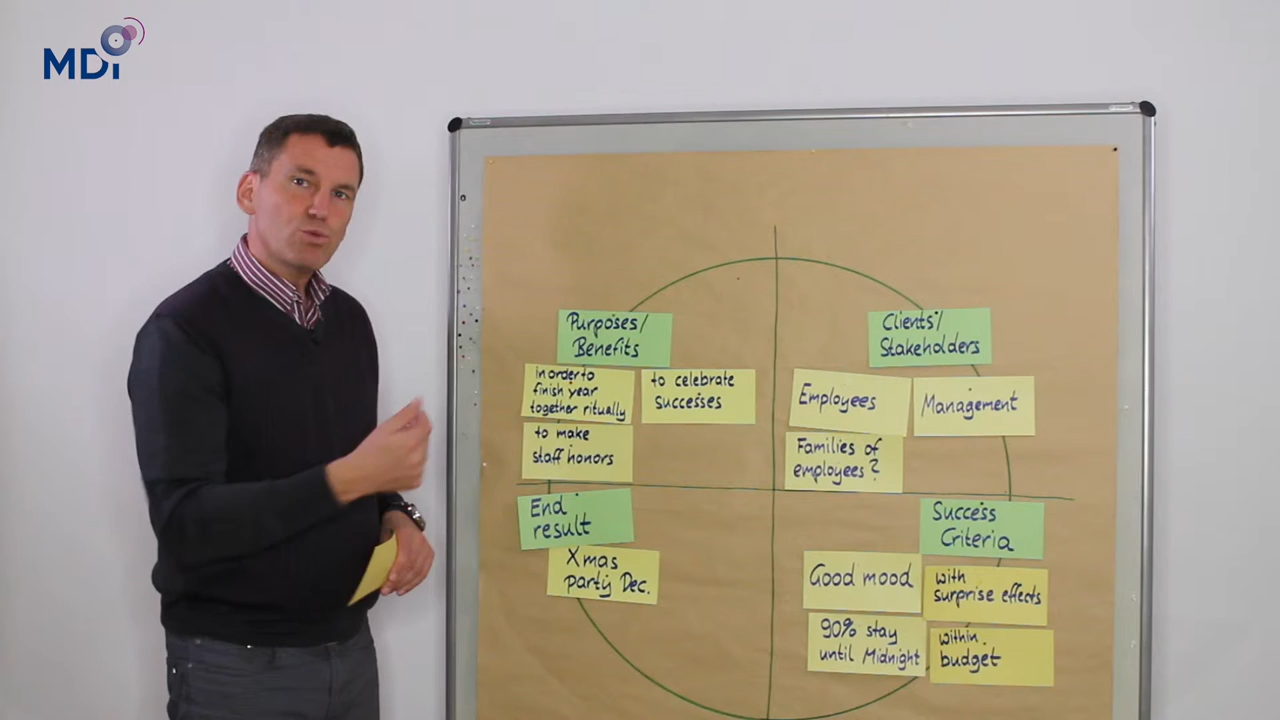 MDi
Purposes/
Benefits
in order to
finish year
together ritually
to celebrate
successes
to make
staff honors
Clients/
Stakeholders
Employees
Management
Families of
employees?
End
result
Xmas
party Dec.
Success
Criteria
Good mood
with
surprise effects
90% stay
until Midnight
within
budget